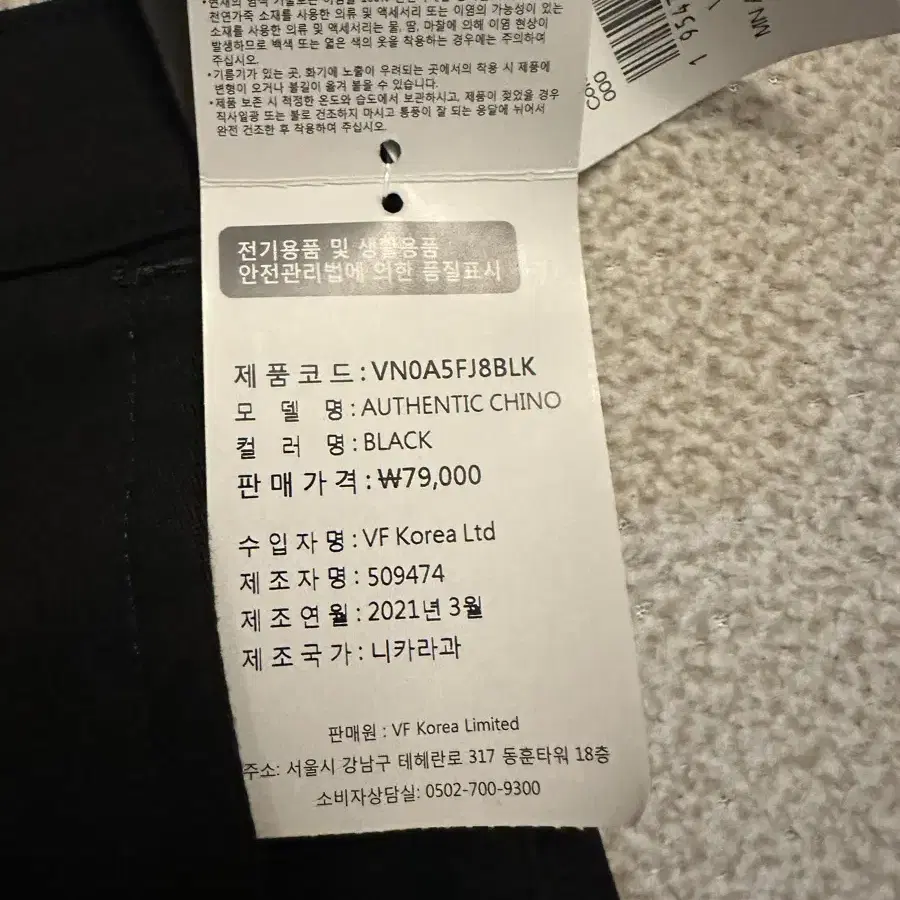 천연가죽 소재를 사용한 의류 및 액세서리 또는 이염의 가능성이 있는
소재를 사용한 의류 및 액세서리는 물, 땀, 마찰에 의해 이염 현상이
발생하므로 백색 또는 옅은 색의 옷을 착용하는 경우에는 주의하여
주십시오.
•기름기가 있는 곳, 화기에 노출이 우려되는 곳에서의 착용 시 제품에
변형이 오거나 불길이 옮겨 붙을 수 있습니다.
•제품 보존 시 적정한 온도와 습도에서 보관하시고, 제품이 젖었을 경우
직사일광 또는 불로 건조하지 마시고 통풍이 잘 되는 응달에 뉘어서
완전 건조한 후 착용하여 주십시오.
1 954
000
전기용품 및 생활용품
안전관리법에 의한 품질표시
제품코드 : VN0A5FJ8BLK
모델명 : AUTHENTIC CHINO
컬러명 : BLACK
판매가격 : ₩79,000
수입자명 : VF Korea Ltd
제조자명 : 509474
제조연월 : 2021년 3월
제조국가 : 니카라과
판매원 : VF Korea Limited
주소: 서울시 강남구 테헤란로 317 동훈타워 18층
소비자상담실: 0502-700-9300